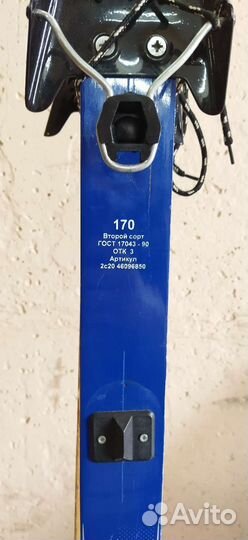 170
Второй сорт
ГОСТ 17043 - 90
ОТК 3
Артикул
2с20 46096850
Avito